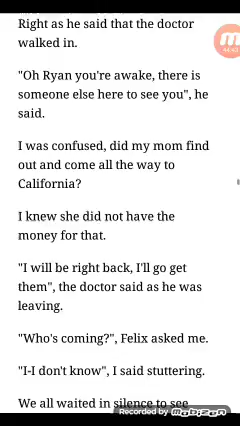 Right as he said that the doctor
walked in.
"Oh Ryan you're awake, there is
someone else here to see you", he
said.
I was confused, did my mom find
out and come all the way to
California?
I knew she did not have the
money for that.
"I will be right back, I'll go get
them", the doctor said as he was
leaving.
"Who's coming?", Felix asked me.
"I-I don't know", I said stuttering.
We all waited in silence to see
Recorded by mobizen